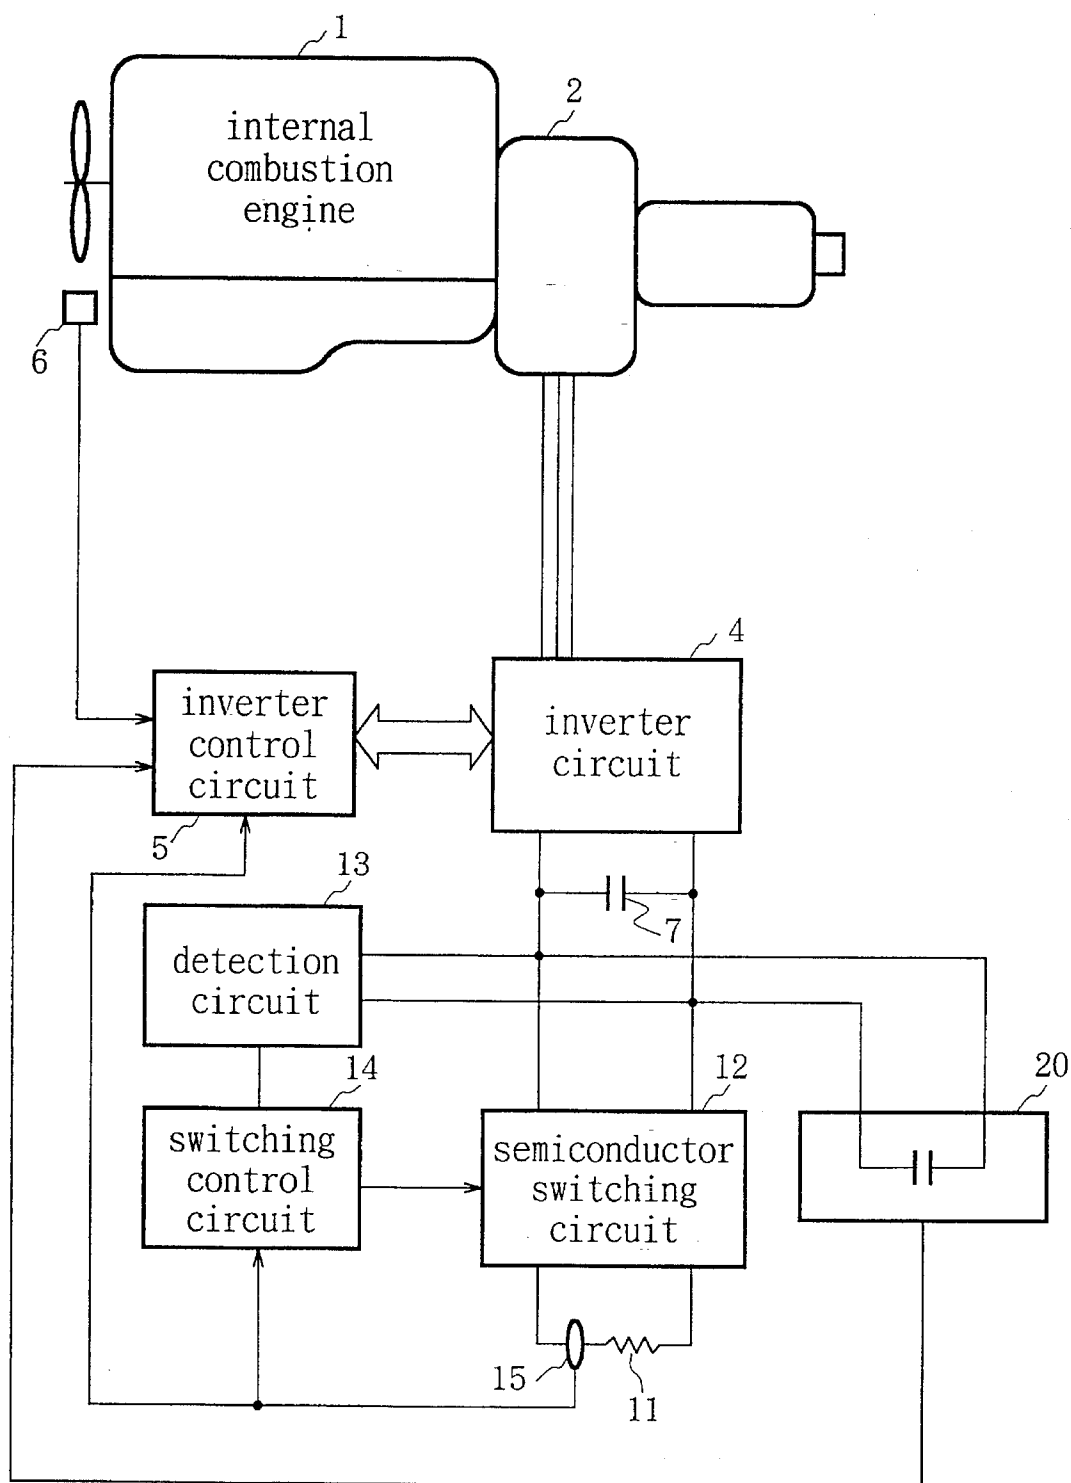 1
2
internal
combustion
engine
6
4
inverter
control
circuit
inverter
circuit
5
13
7
detection
circuit
12
14
20
switching
control
circuit
semiconductor
switching
circuit
15
11